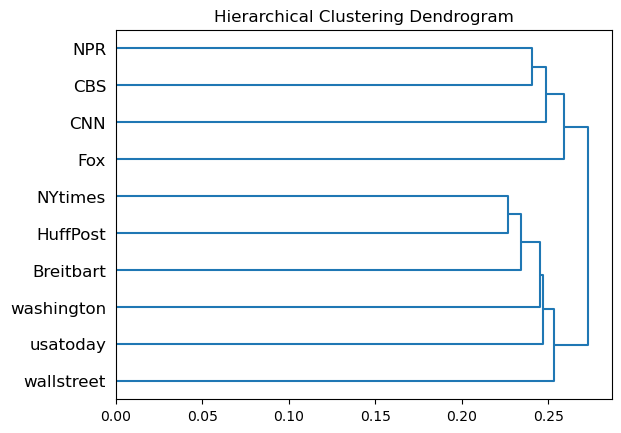 Hierarchical Clustering Dendrogram
NPR
CBS
CNN
Fox
NYtimes
HuffPost
Breitbart
washington
usatoday
wallstreet
0.00 0.05 0.10 0.15 0.20 0.25